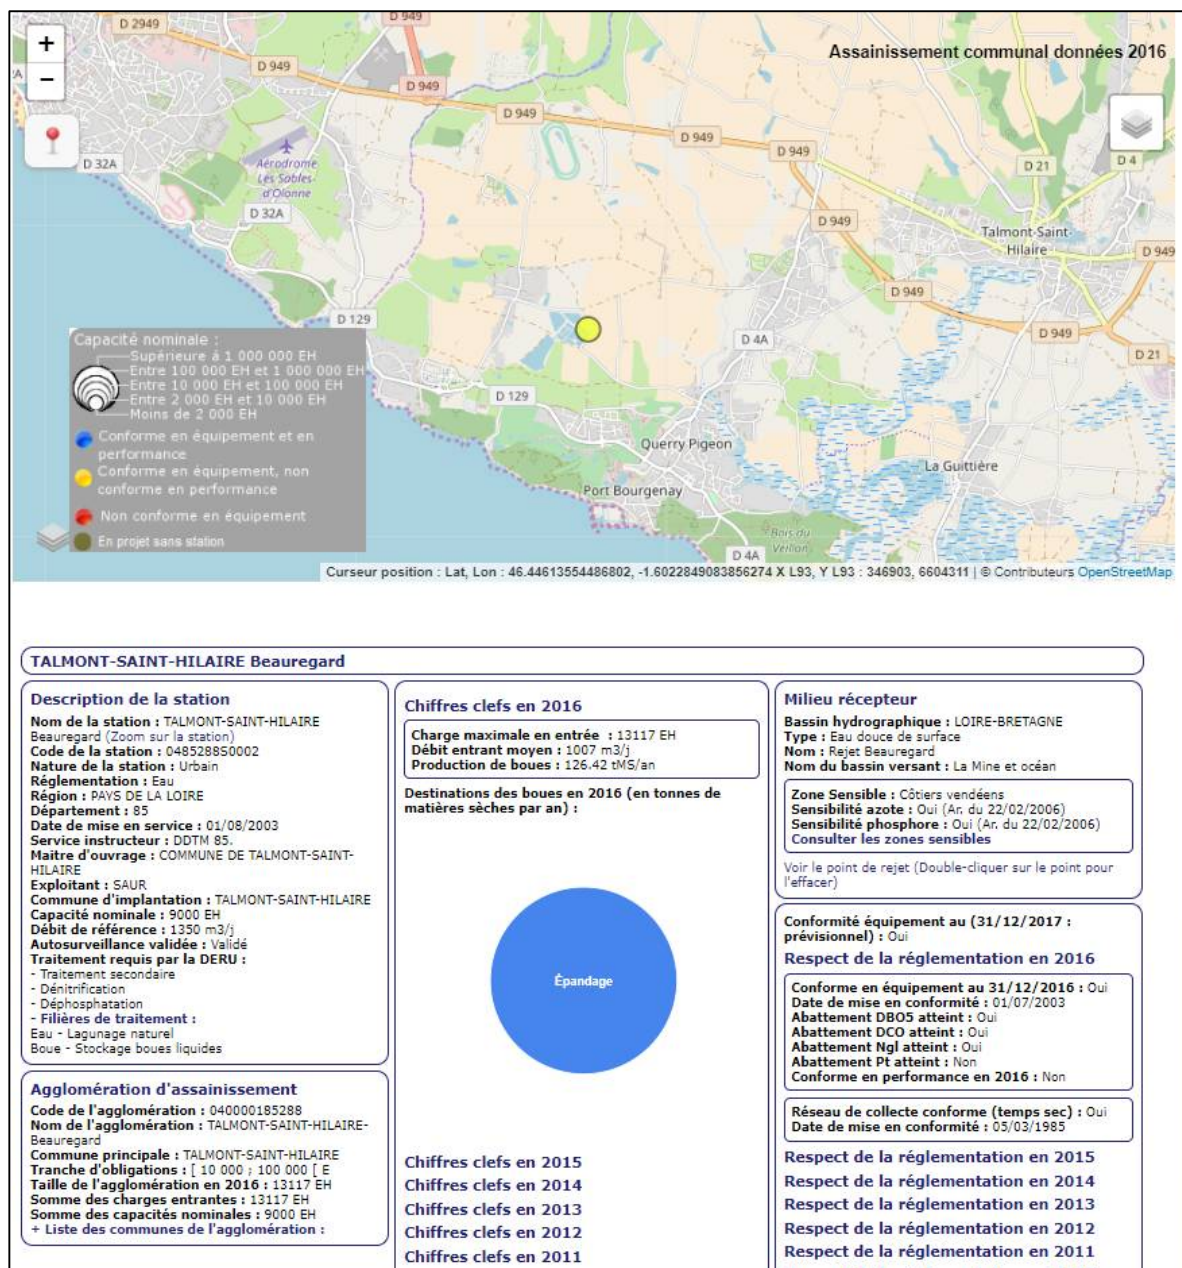 D 2949
D 949
+
Assainissement communal données 2016
−
D 949
D 949
D 949
D 949
D 949
D 32A
Aérodrome
Les Sables-
d'Olonne
D 21
D 4
D 32A
D 949
Talmont-Saint-
Hilaire
D 949
D 949
D 129
D 949
D 4A
D 21
Capacité nominale :
Supérieure à 1 000 000 EH
Entre 100 000 EH et 1 000 000 EH
Entre 10 000 EH et 100 000 EH
Entre 2 000 EH et 10 000 EH
Moins de 2 000 EH
Conforme en équipement et en
performance
Conforme en équipement, non
conforme en performance
Non conforme en équipement
En projet sans station
D 129
Querry Pigeon
La Guittière
Port Bourgenay
Bois du
Veillon
D 4A
Curseur position : Lat, Lon : 46.44613554486802, -1.6022849083856274 X L93, Y L93 : 346903, 6604311 | © Contributeurs OpenStreetMap
TALMONT-SAINT-HILAIRE Beauregard
Description de la station
Nom de la station : TALMONT-SAINT-HILAIRE
Beauregard (Zoom sur la station)
Code de la station : 0485288S0002
Nature de la station : Urbain
Réglementation : Eau
Région : PAYS DE LA LOIRE
Département : 85
Date de mise en service : 01/08/2003
Service instructeur : DDTM 85.
Maitre d'ouvrage : COMMUNE DE TALMONT-SAINT-
HILAIRE
Exploitant : SAUR
Commune d'implantation : TALMONT-SAINT-HILAIRE
Capacité nominale : 9000 EH
Débit de référence : 1350 m3/j
Autosurveillance validée : Validé
Traitement requis par la DERU :
- Traitement secondaire
- Dénitrification
- Déphosphatation
- Filières de traitement :
Eau - Lagunage naturel
Boue - Stockage boues liquides
Agglomération d'assainissement
Code de l'agglomération : 040000185288
Nom de l'agglomération : TALMONT-SAINT-HILAIRE-
Beauregard
Commune principale : TALMONT-SAINT-HILAIRE
Tranche d'obligations : [ 10 000 ; 100 000 [ E
Taille de l'agglomération en 2016 : 13117 EH
Somme des charges entrantes : 13117 EH
Somme des capacités nominales : 9000 EH
+ Liste des communes de l'agglomération :
Chiffres clefs en 2016
Charge maximale en entrée : 13117 EH
Débit entrant moyen : 1007 m3/j
Production de boues : 126.42 tMS/an
Destinations des boues en 2016 (en tonnes de
matières sèches par an) :
Épandage
Chiffres clefs en 2015
Chiffres clefs en 2014
Chiffres clefs en 2013
Chiffres clefs en 2012
Chiffres clefs en 2011
Milieu récepteur
Bassin hydrographique : LOIRE-BRETAGNE
Type : Eau douce de surface
Nom : Rejet Beauregard
Nom du bassin versant : La Mine et océan
Zone Sensible : Côtiers vendéens
Sensibilité azote : Oui (Ar. du 22/02/2006)
Sensibilité phosphore : Oui (Ar. du 22/02/2006)
Consulter les zones sensibles
Voir le point de rejet (Double-cliquer sur le point pour
l'effacer)
Conformité équipement au (31/12/2017 :
prévisionnel) : Oui
Respect de la réglementation en 2016
Conforme en équipement au 31/12/2016 : Oui
Date de mise en conformité : 01/07/2003
Abattement DBO5 atteint : Oui
Abattement DCO atteint : Oui
Abattement Ngl atteint : Oui
Abattement Pt atteint : Non
Conforme en performance en 2016 : Non
Réseau de collecte conforme (temps sec) : Oui
Date de mise en conformité : 05/03/1985
Respect de la réglementation en 2015
Respect de la réglementation en 2014
Respect de la réglementation en 2013
Respect de la réglementation en 2012
Respect de la réglementation en 2011